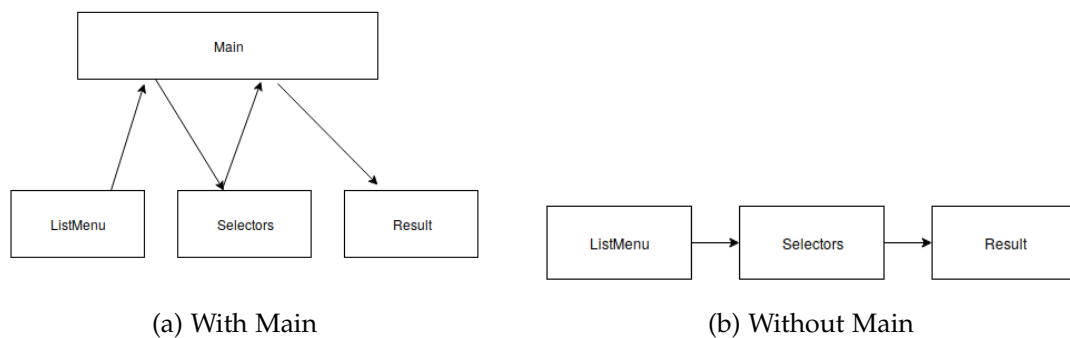 Main
ListMenu
Selectors
Result
(a) With Main
ListMenu
Selectors
Result
(b) Without Main